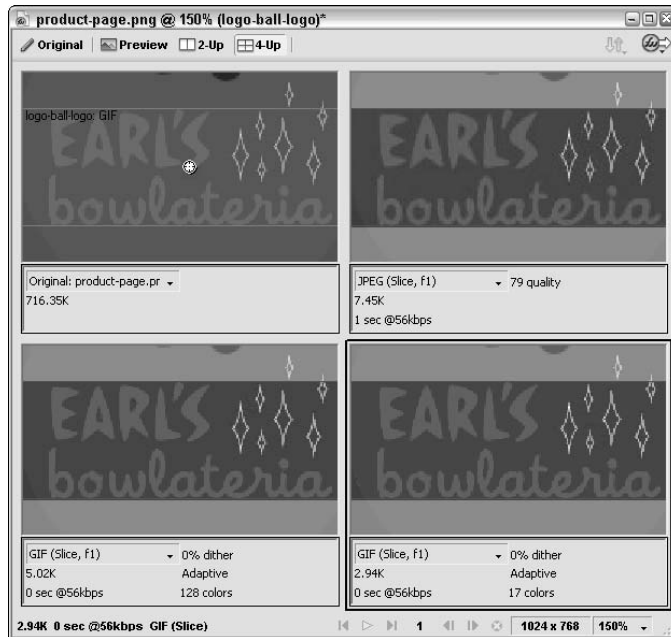 product-page.png @ 150% (logo-ball-logo)*
Original Preview 2-Up 4-Up
logo-ball-logo: GIF
EARL'S
bowlateria
EARL'S
bowlateria
Original: product-page.pr
716.35K
JPEG (Slice, f1) 79 quality
7.45K
1 sec @56kbps
EARL'S
bowlateria
EARL'S
bowlateria
GIF (Slice, f1) 0% dither
5.02K Adaptive
0 sec @56kbps 128 colors
GIF (Slice, f1) 0% dither
2.94K Adaptive
0 sec @56kbps 17 colors
2.94K 0 sec @56kbps GIF (Slice) 1 1024 x 768 150%